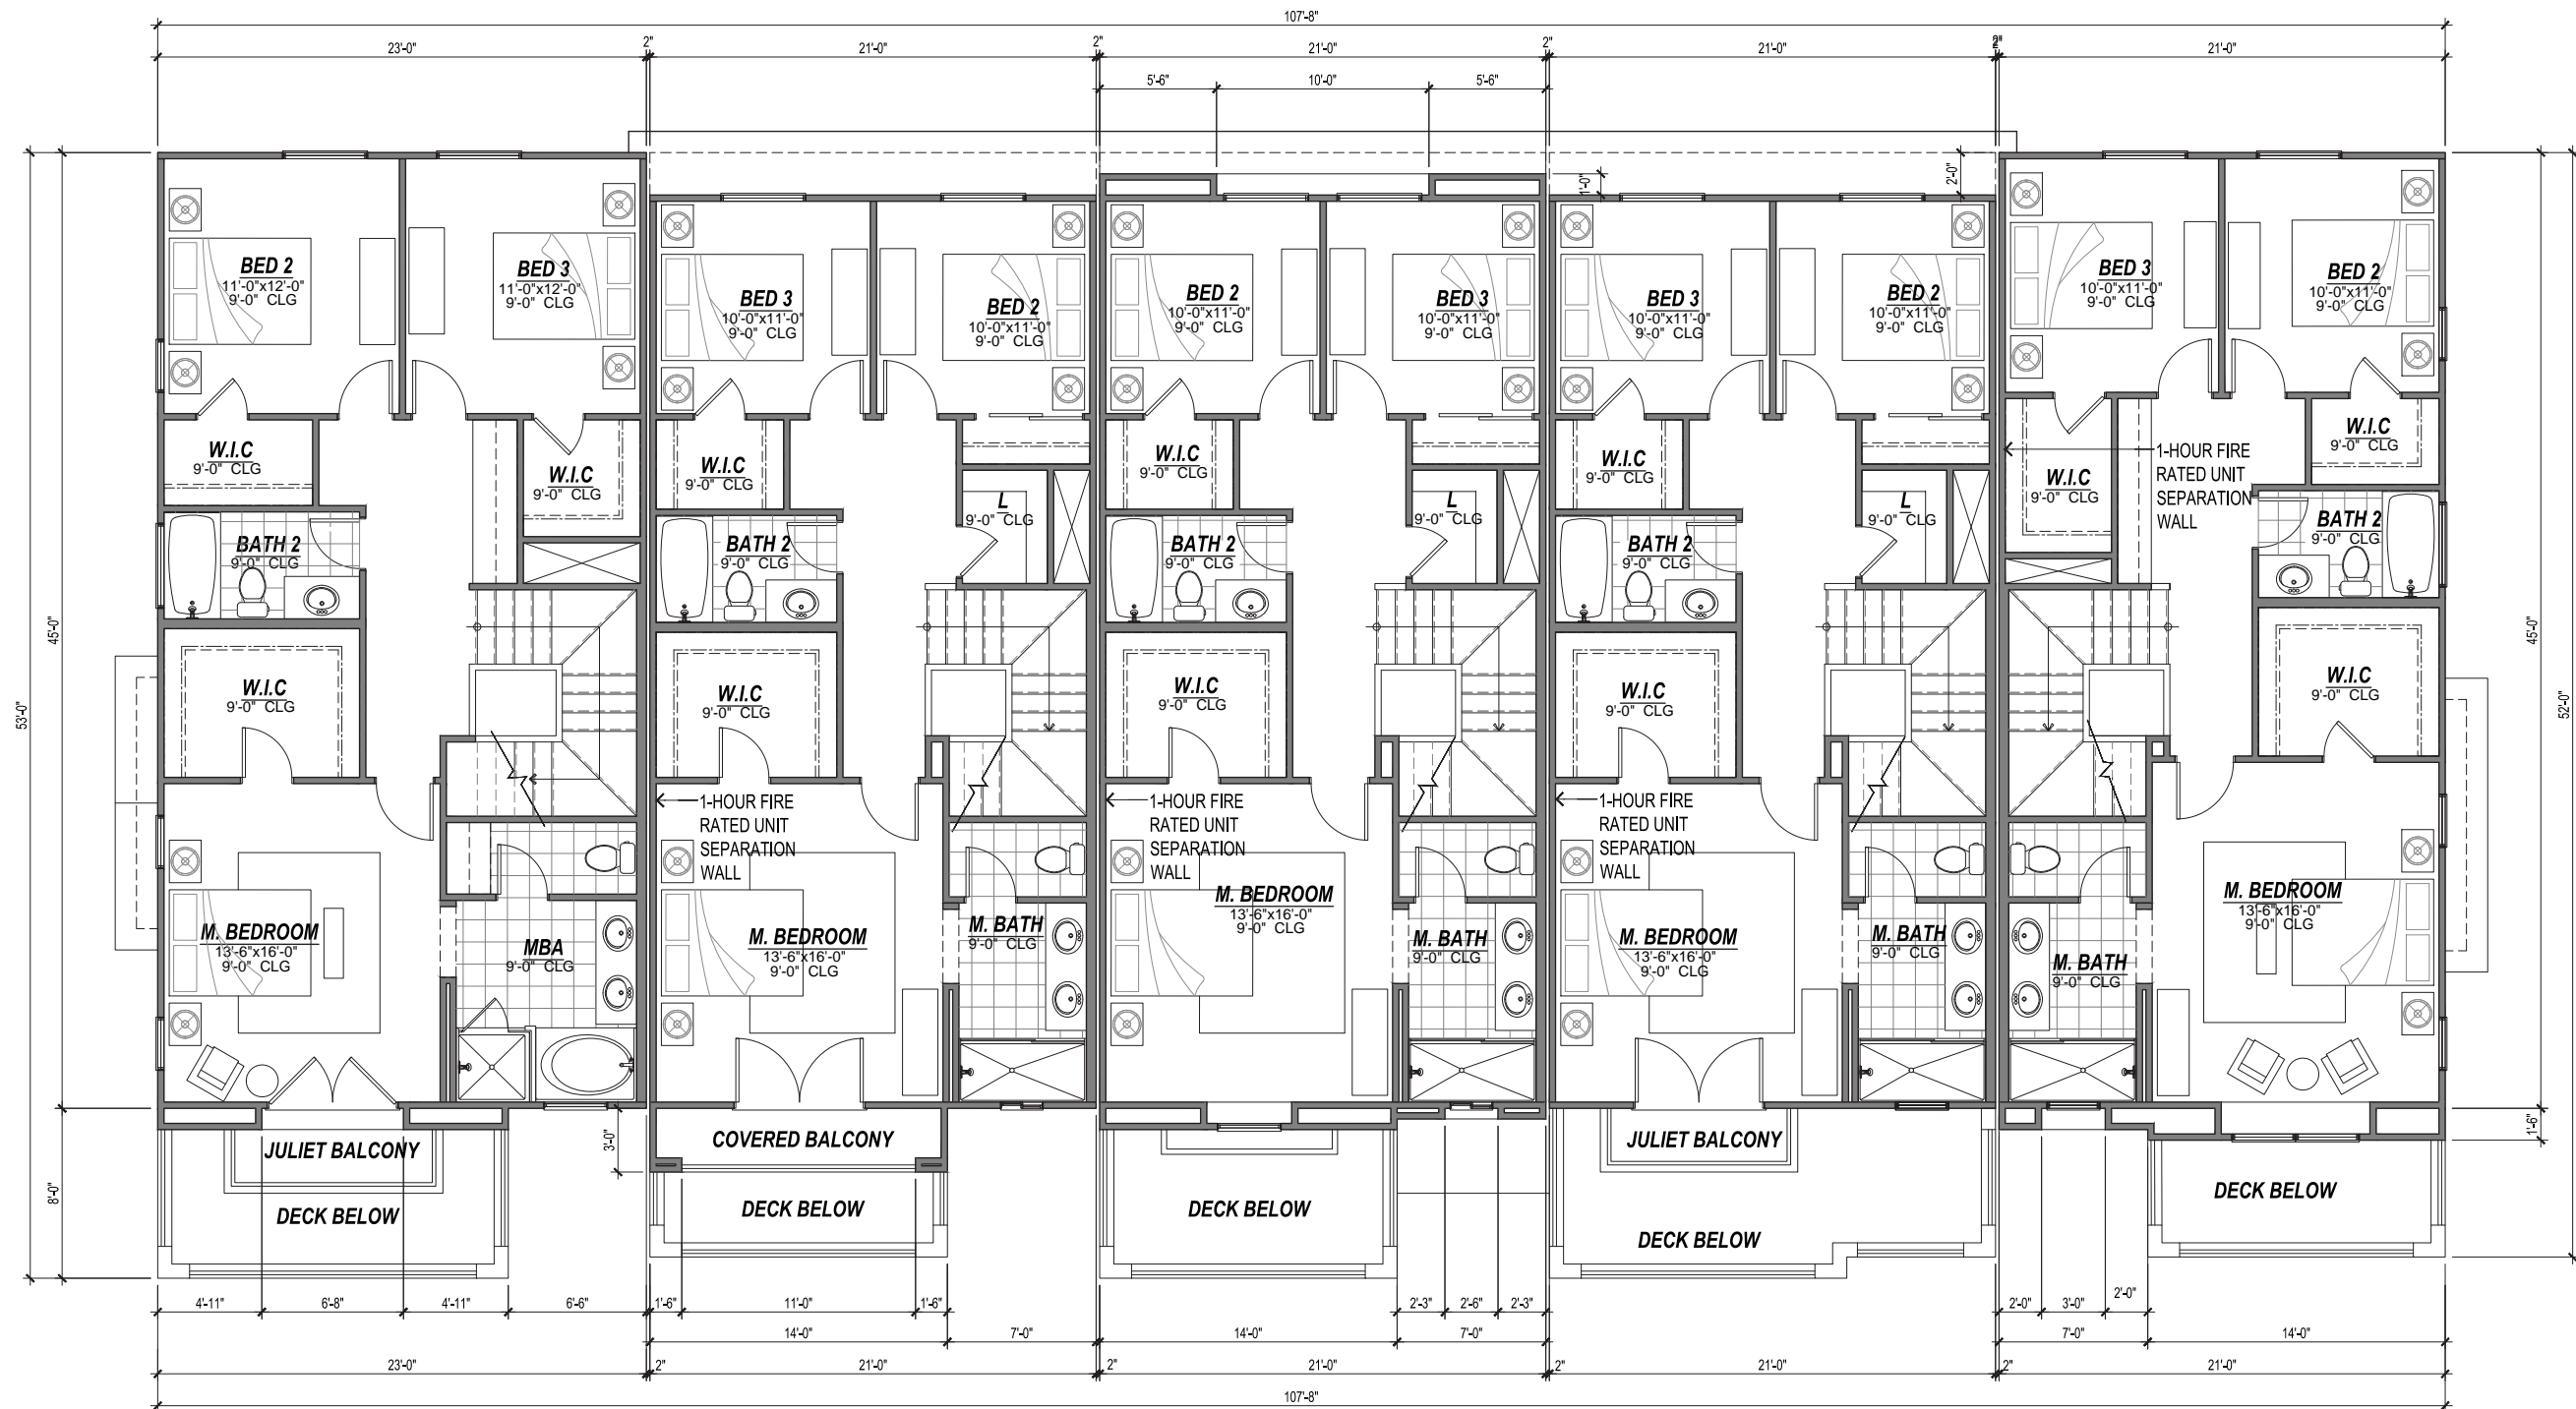 107'-8"
23'-0" 2" 21'-0" 2" 21'-0" 2" 21'-0" 2" 21'-0"
5'-6" 10'-0" 5'-6"
1'-0"
2'-0"
53'-0"
45'-0"
8'-0"
BED 2
11'-0"x12'-0"
9'-0" CLG
BED 3
11'-0"x12'-0"
9'-0" CLG
W.I.C
9'-0" CLG
W.I.C
9'-0" CLG
BATH 2
9'-0" CLG
W.I.C
9'-0" CLG
M. BEDROOM
13'-6"x16'-0"
9'-0" CLG
MBA
9'-0" CLG
JULIET BALCONY
DECK BELOW
BED 3
10'-0"x11'-0"
9'-0" CLG
BED 2
10'-0"x11'-0"
9'-0" CLG
W.I.C
9'-0" CLG
L
9'-0" CLG
BATH 2
9'-0" CLG
W.I.C
9'-0" CLG
1-HOUR FIRE
RATED UNIT
SEPARATION
WALL
M. BEDROOM
13'-6"x16'-0"
9'-0" CLG
M. BATH
9'-0" CLG
3'-0"
COVERED BALCONY
DECK BELOW
BED 2
10'-0"x11'-0"
9'-0" CLG
BED 3
10'-0"x11'-0"
9'-0" CLG
W.I.C
9'-0" CLG
L
9'-0" CLG
BATH 2
9'-0" CLG
W.I.C
9'-0" CLG
1-HOUR FIRE
RATED UNIT
SEPARATION
WALL
M. BEDROOM
13'-6"x16'-0"
9'-0" CLG
M. BATH
9'-0" CLG
DECK BELOW
BED 3
10'-0"x11'-0"
9'-0" CLG
BED 2
10'-0"x11'-0"
9'-0" CLG
W.I.C
9'-0" CLG
L
9'-0" CLG
BATH 2
9'-0" CLG
W.I.C
9'-0" CLG
1-HOUR FIRE
RATED UNIT
SEPARATION
WALL
M. BEDROOM
13'-6"x16'-0"
9'-0" CLG
M. BATH
9'-0" CLG
JULIET BALCONY
DECK BELOW
BED 3
10'-0"x11'-0"
9'-0" CLG
BED 2
10'-0"x11'-0"
9'-0" CLG
W.I.C
9'-0" CLG
1-HOUR FIRE
RATED UNIT
SEPARATION
WALL
W.I.C
9'-0" CLG
BATH 2
9'-0" CLG
W.I.C
9'-0" CLG
M. BEDROOM
13'-6"x16'-0"
9'-0" CLG
M. BATH
9'-0" CLG
DECK BELOW
45'-0"
52'-0"
1'-6"
4'-11" 6'-8" 4'-11" 6'-6" 1'-6" 11'-0" 1'-6" 2'-3" 2'-6" 2'-3" 2'-0" 3'-0" 2'-0"
14'-0" 7'-0" 14'-0" 7'-0" 7'-0" 14'-0"
23'-0" 2" 21'-0" 2" 21'-0" 2" 21'-0" 2" 21'-0"
107'-8"